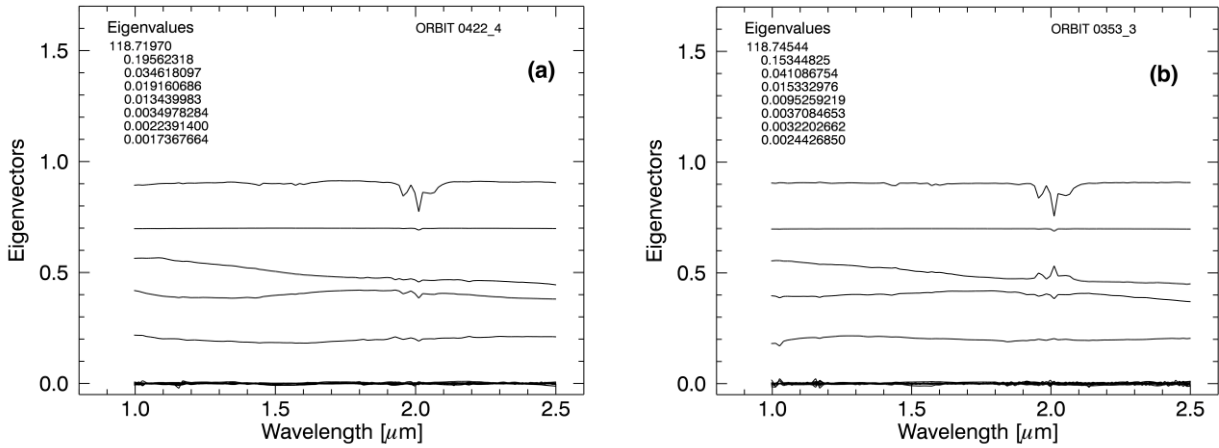 Eigenvalues
ORBIT 0422_4
118.71970
0.19562318
0.034618097
0.019160686
0.013439983
0.0034978284
0.0022391400
0.0017367664
(a)
1.5
1.0
0.5
0.0
Eigenvectors
1.0 1.5 2.0 2.5
Wavelength [μm]
Eigenvalues
ORBIT 0353_3
118.74544
0.15344825
0.041086754
0.015332976
0.0095259219
0.0037084653
0.0032202662
0.0024426850
(b)
1.5
1.0
0.5
0.0
Eigenvectors
1.0 1.5 2.0 2.5
Wavelength [μm]